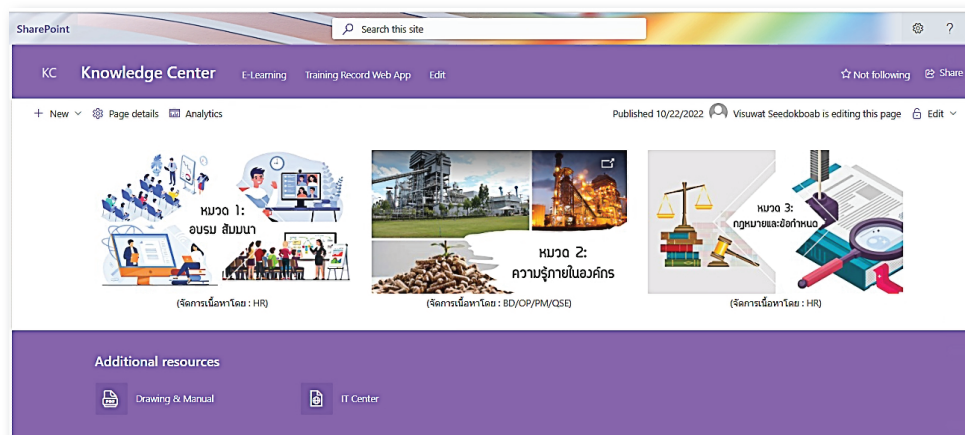 SharePoint
Search this site
?
KC Knowledge Center E-Learning Training Record Web App Edit
Not following Share
New Page details Analytics
Published 10/22/2022 Visuwat Seedokboab is editing this page Edit
หมวด 1:
อบรม สัมมนา
(จัดการเนื้อหาโดย : HR)
หมวด 2:
ความรู้ภายในองค์กร
(จัดการเนื้อหาโดย : BD/OP/PM/QSE)
หมวด 3:
กฎหมายและข้อกำหนด
(จัดการเนื้อหาโดย : HR)
Additional resources
Drawing & Manual
IT Center